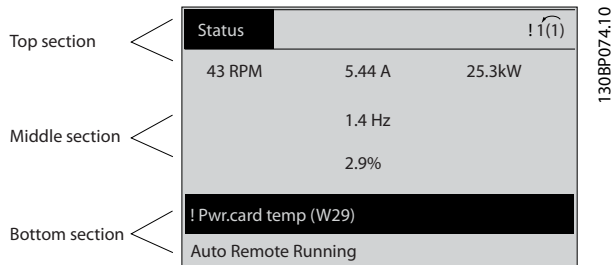 Top section
Status
! 1(1)
43 RPM 5.44 A 25.3kW
Middle section
1.4 Hz
2.9%
Bottom section
! Pwr.card temp (W29)
Auto Remote Running
130BP074.10